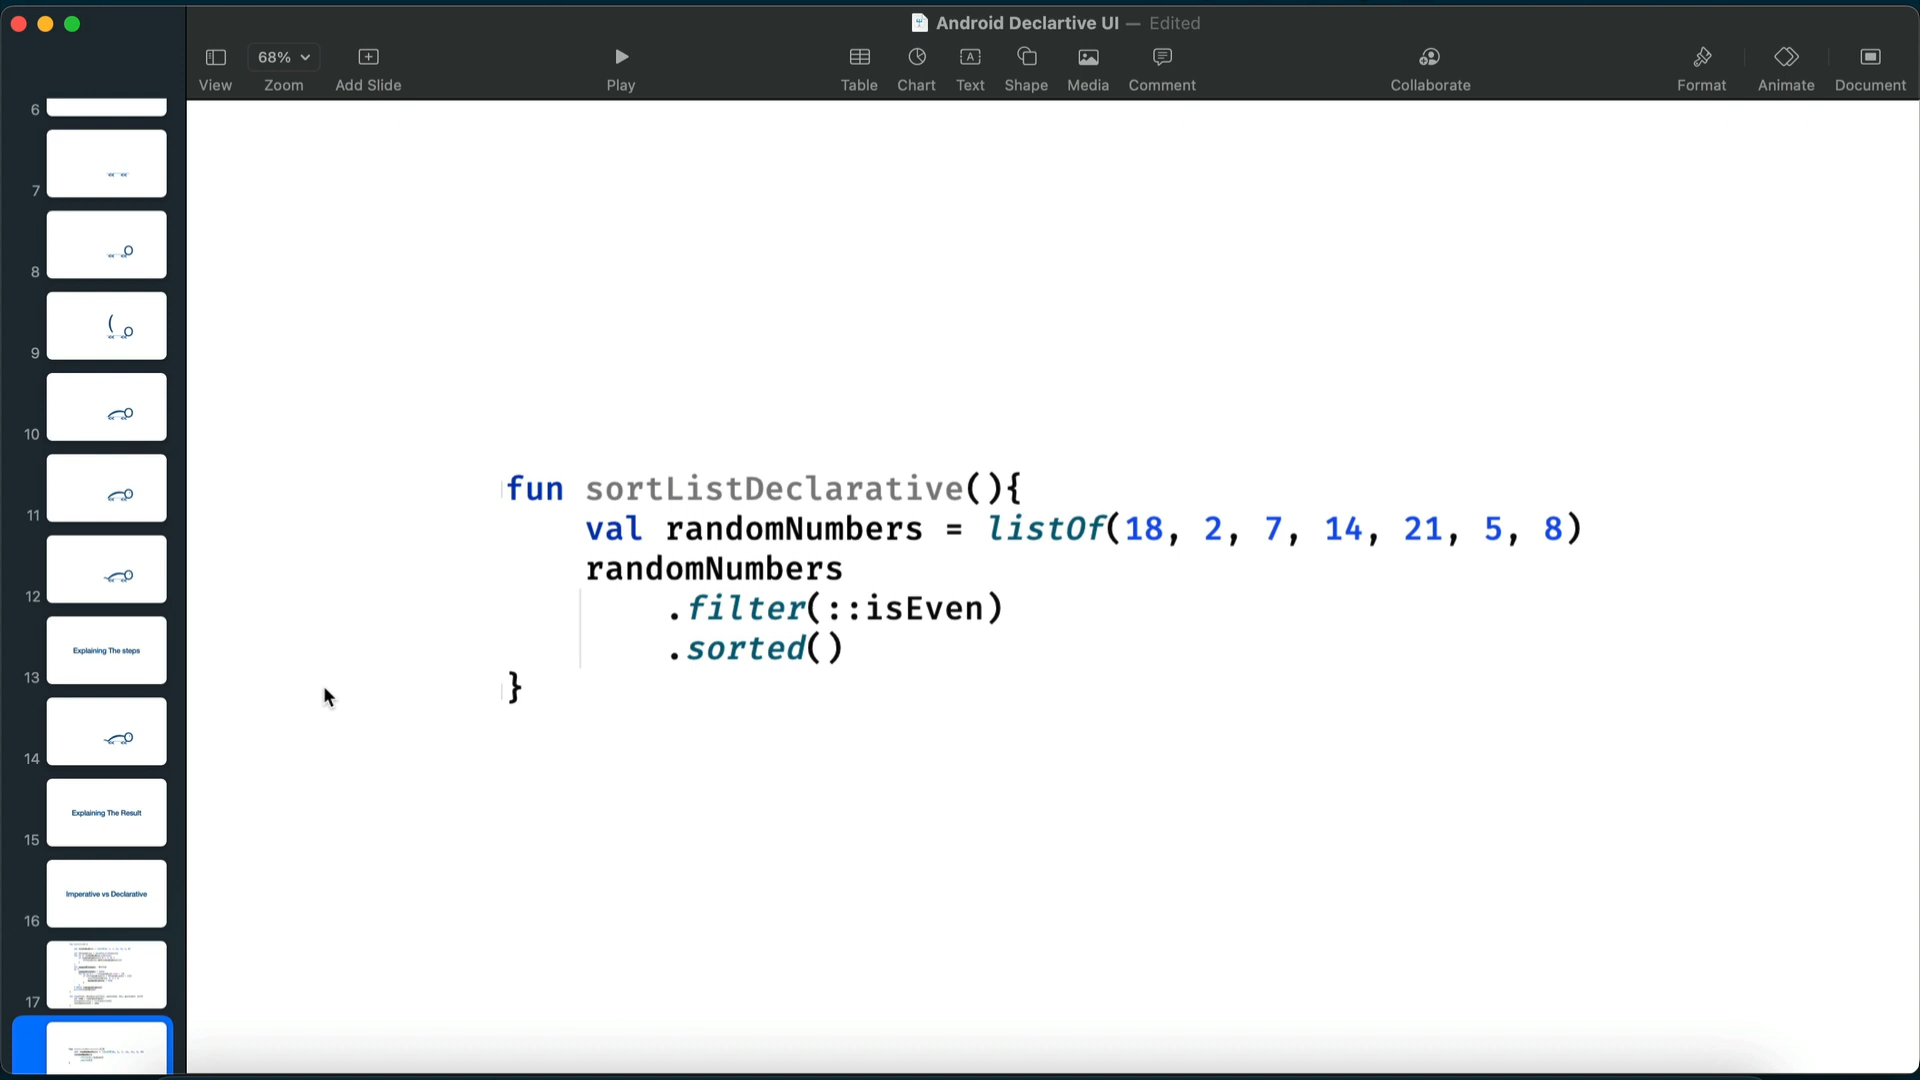 Android Declartive UI — Edited
68%
View Zoom Add Slide Play Table Chart Text Shape Media Comment Collaborate Format Animate Document
6
7
8
9
10
11
12
Explaining The steps
13
14
Explaining The Result
15
Imperative vs Declarative
16
17
fun sortListDeclarative(){
val randomNumbers = listOf(18, 2, 7, 14, 21, 5, 8)
randomNumbers
.filter(::isEven)
.sorted()
}